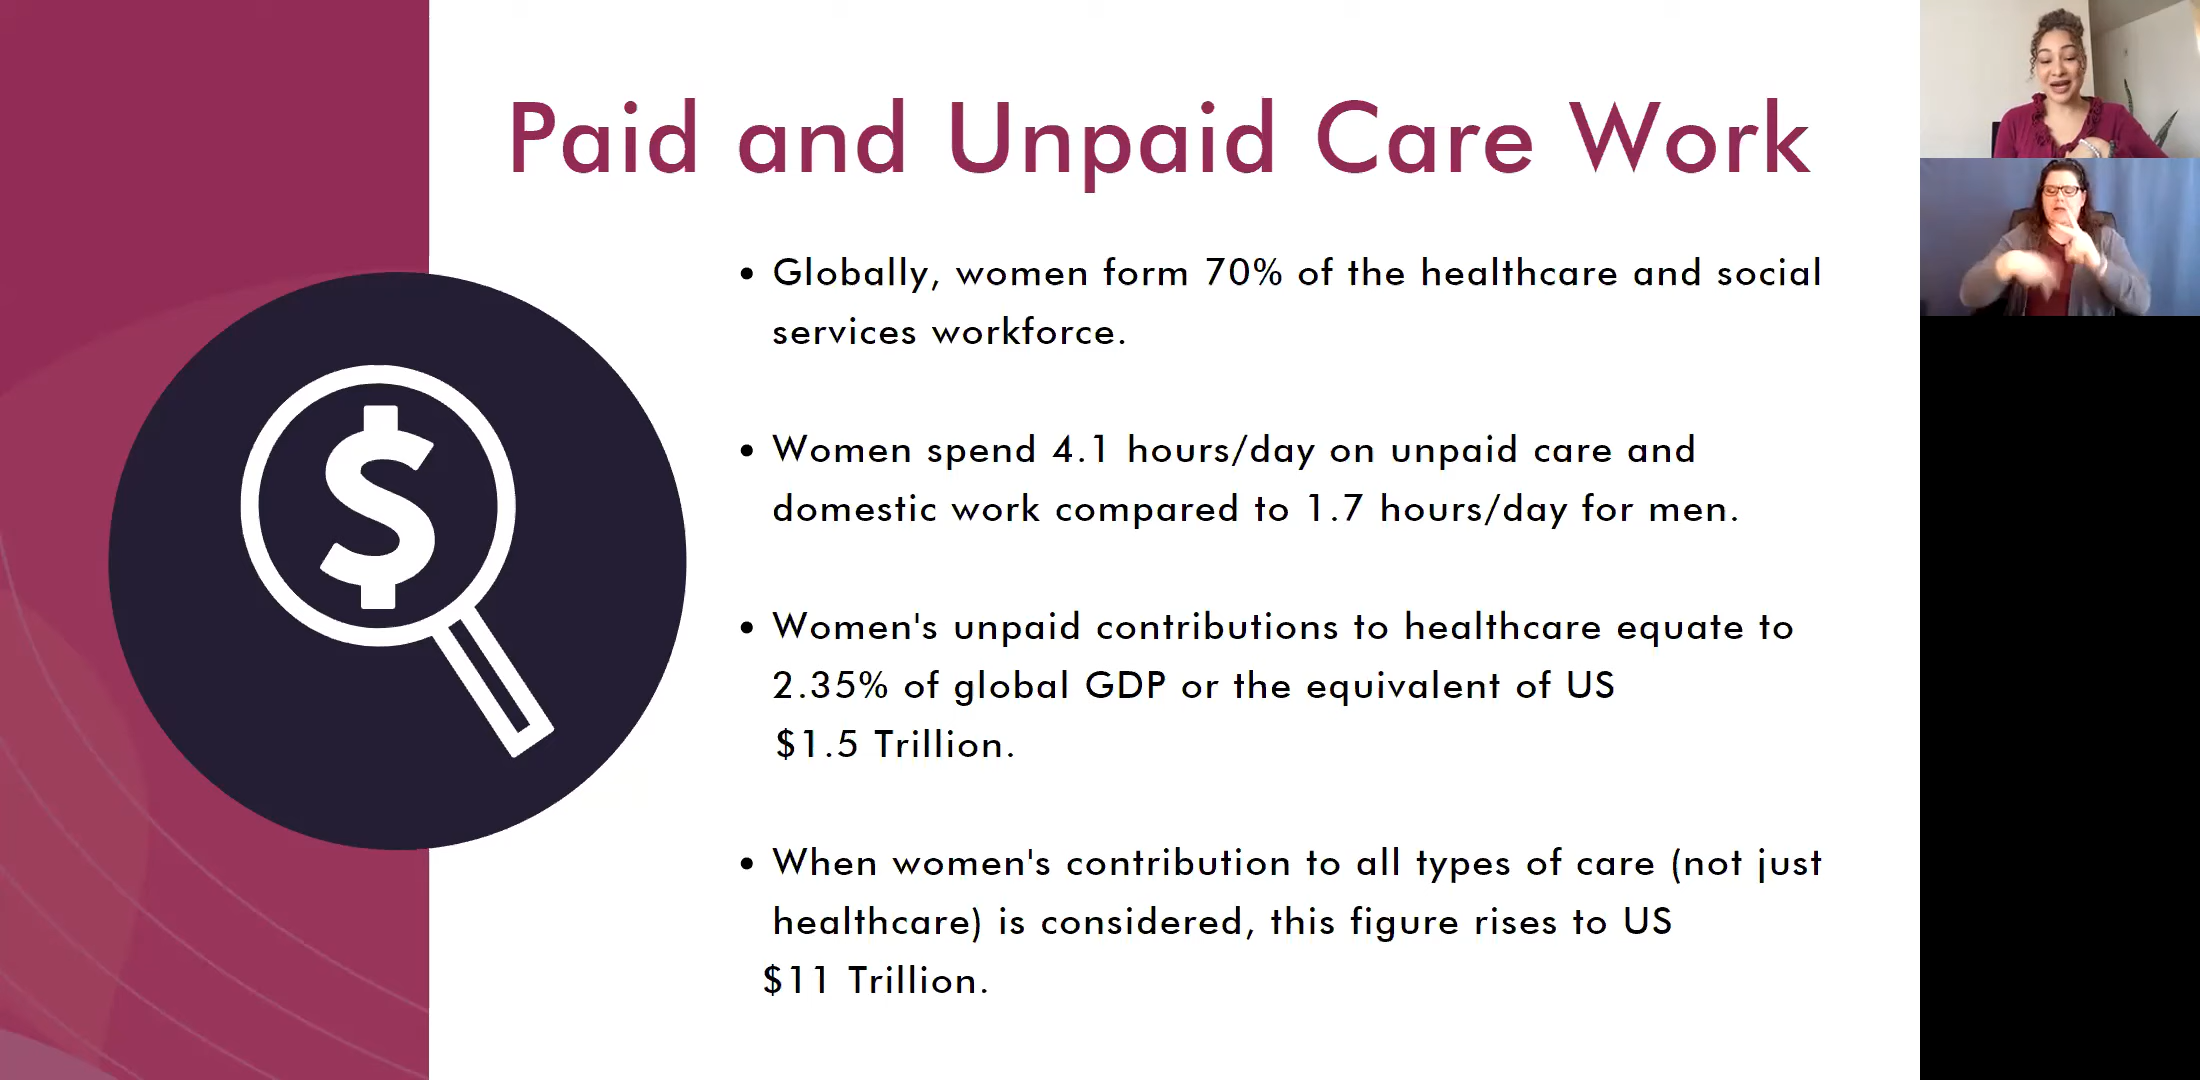 Paid and Unpaid Care Work
• Globally, women form 70% of the healthcare and social
services workforce.
• Women spend 4.1 hours/day on unpaid care and
domestic work compared to 1.7 hours/day for men.
• Women's unpaid contributions to healthcare equate to
2.35% of global GDP or the equivalent of US
$1.5 Trillion.
• When women's contribution to all types of care (not just
healthcare) is considered, this figure rises to US
$11 Trillion.
$